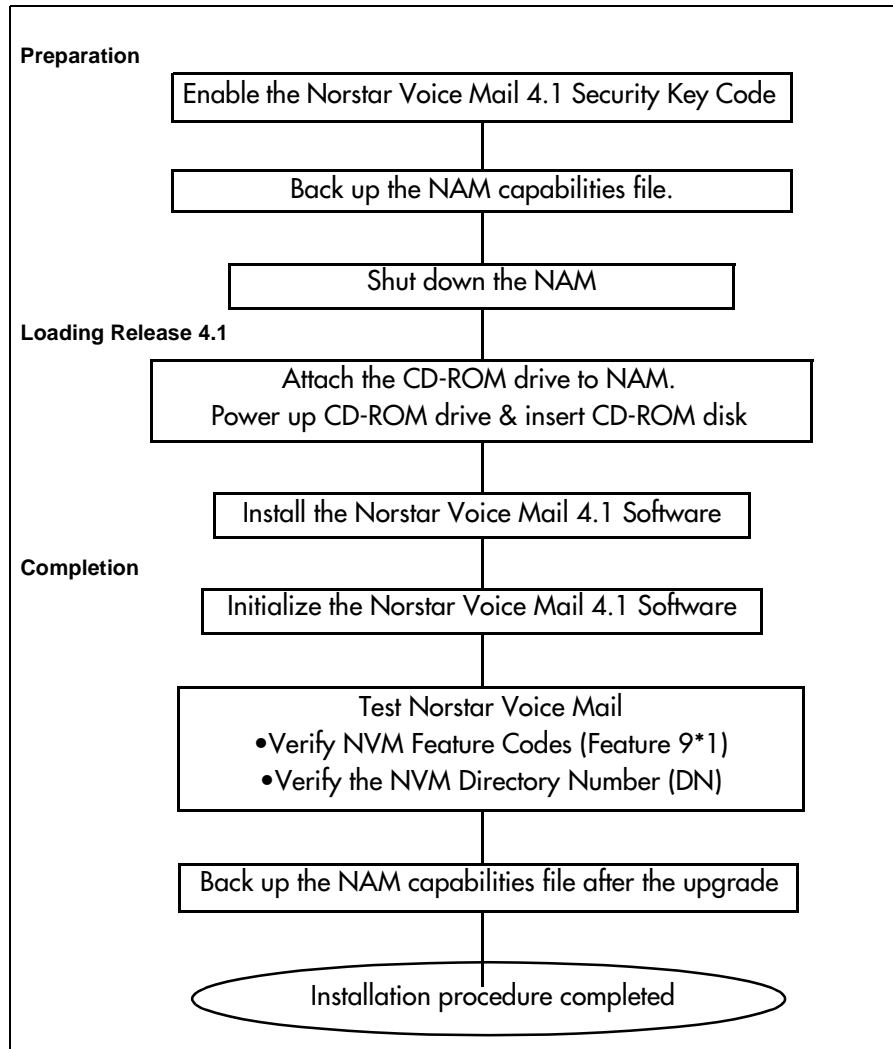 Preparation
Enable the Norstar Voice Mail 4.1 Security Key Code
Back up the NAM capabilities file.
Shut down the NAM
Loading Release 4.1
Attach the CD-ROM drive to NAM.
Power up CD-ROM drive & insert CD-ROM disk
Install the Norstar Voice Mail 4.1 Software
Completion
Initialize the Norstar Voice Mail 4.1 Software
Test Norstar Voice Mail
•Verify NVM Feature Codes (Feature 9*1)
•Verify the NVM Directory Number (DN)
Back up the NAM capabilities file after the upgrade
Installation procedure completed